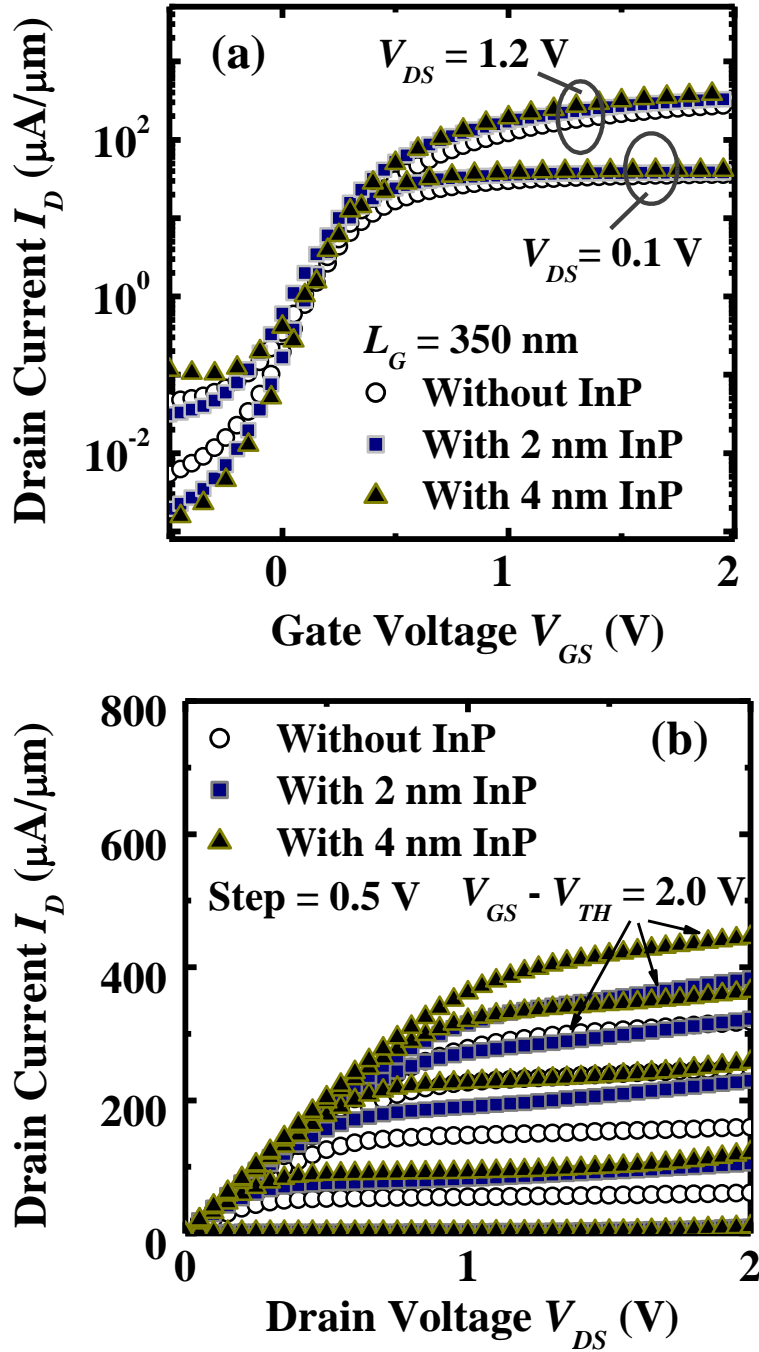 (a)
V_DS = 1.2 V
10^2
10^0
10^-2
Drain Current I_D (μA/μm)
V_DS = 0.1 V
L_G = 350 nm
Without InP
With 2 nm InP
With 4 nm InP
0
1
2
Gate Voltage V_GS (V)
800
600
400
200
0
Drain Current I_D (μA/μm)
(b)
Without InP
With 2 nm InP
With 4 nm InP
Step = 0.5 V
V_GS - V_TH = 2.0 V
0
1
2
Drain Voltage V_DS (V)